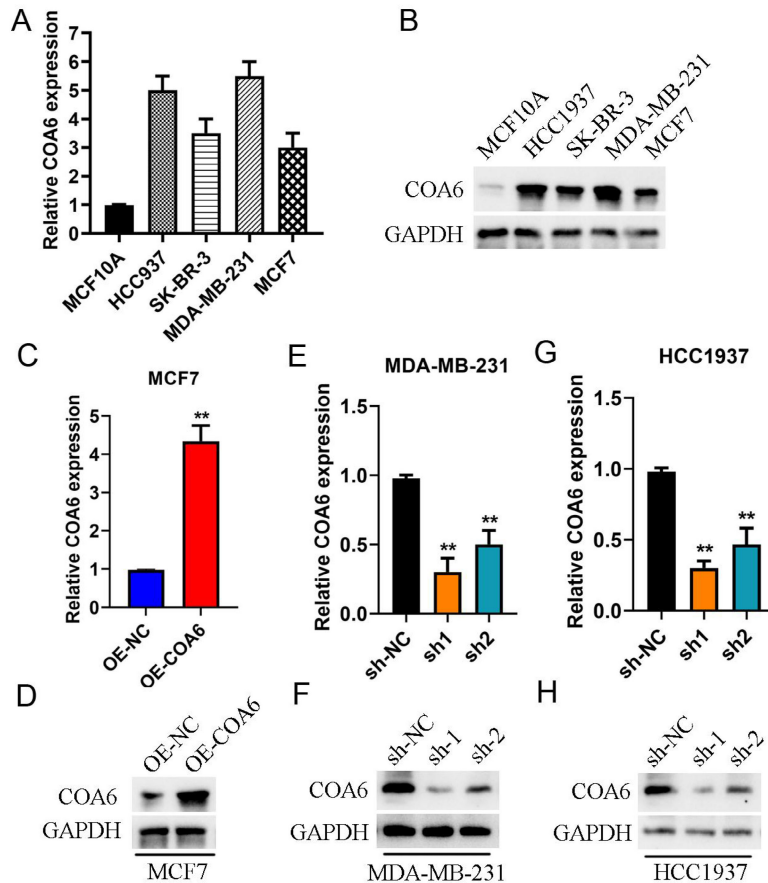 A
Relative COA6 expression
7
6
5
4
3
2
1
0
MCF10A
HCC937
SK-BR-3
MDA-MB-231
MCF7
B
MCF10A
HCC1937
SK-BR-3
MDA-MB-231
MCF7
COA6
GAPDH
C
MCF7
Relative COA6 expression
5
4
3
2
1
0
**
OE-NC
OE-COA6
E
MDA-MB-231
Relative COA6 expression
1.5
1.0
0.5
0.0
**
**
sh-NC
sh1
sh2
G
HCC1937
Relative COA6 expression
1.5
1.0
0.5
0.0
**
**
sh-NC
sh1
sh2
D
OE-NC
OE-COA6
COA6
GAPDH
MCF7
F
sh-NC
sh-1
sh-2
COA6
GAPDH
MDA-MB-231
H
sh-NC
sh-1
sh-2
COA6
GAPDH
HCC1937